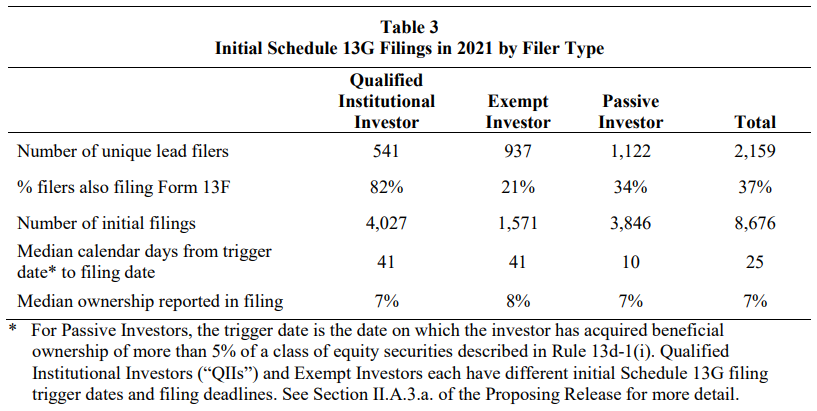 Table 3
Initial Schedule 13G Filings in 2021 by Filer Type
Qualified
Institutional Exempt Passive
Investor Investor Investor Total
Number of unique lead filers 541 937 1,122 2,159
% filers also filing Form 13F 82% 21% 34% 37%
Number of initial filings 4,027 1,571 3,846 8,676
Median calendar days from trigger
date* to filing date 41 41 10 25
Median ownership reported in filing 7% 8% 7% 7%
* For Passive Investors, the trigger date is the date on which the investor has acquired beneficial
ownership of more than 5% of a class of equity securities described in Rule 13d-1(i). Qualified
Institutional Investors (“QIIs”) and Exempt Investors each have different initial Schedule 13G filing
trigger dates and filing deadlines. See Section II.A.3.a. of the Proposing Release for more detail.